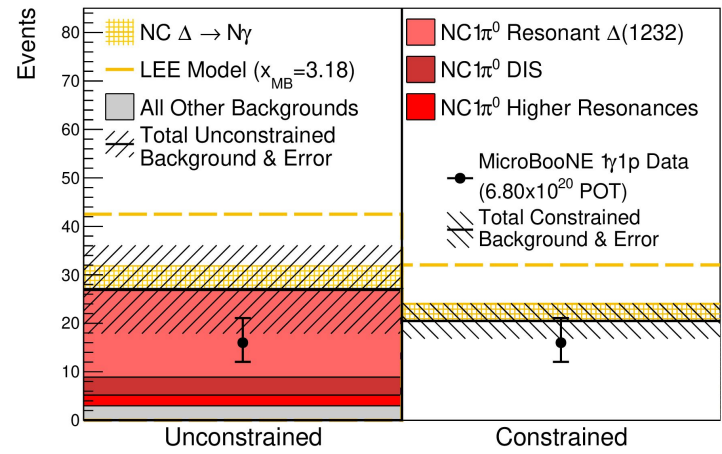 Events
80
70
60
50
40
30
20
10
0
NC Δ → Nγ
LEE Model (x_MB=3.18)
All Other Backgrounds
Total Unconstrained
Background & Error
NC1π⁰ Resonant Δ(1232)
NC1π⁰ DIS
NC1π⁰ Higher Resonances
MicroBooNE 1γ1p Data
(6.80x10²⁰ POT)
Total Constrained
Background & Error
Unconstrained
Constrained